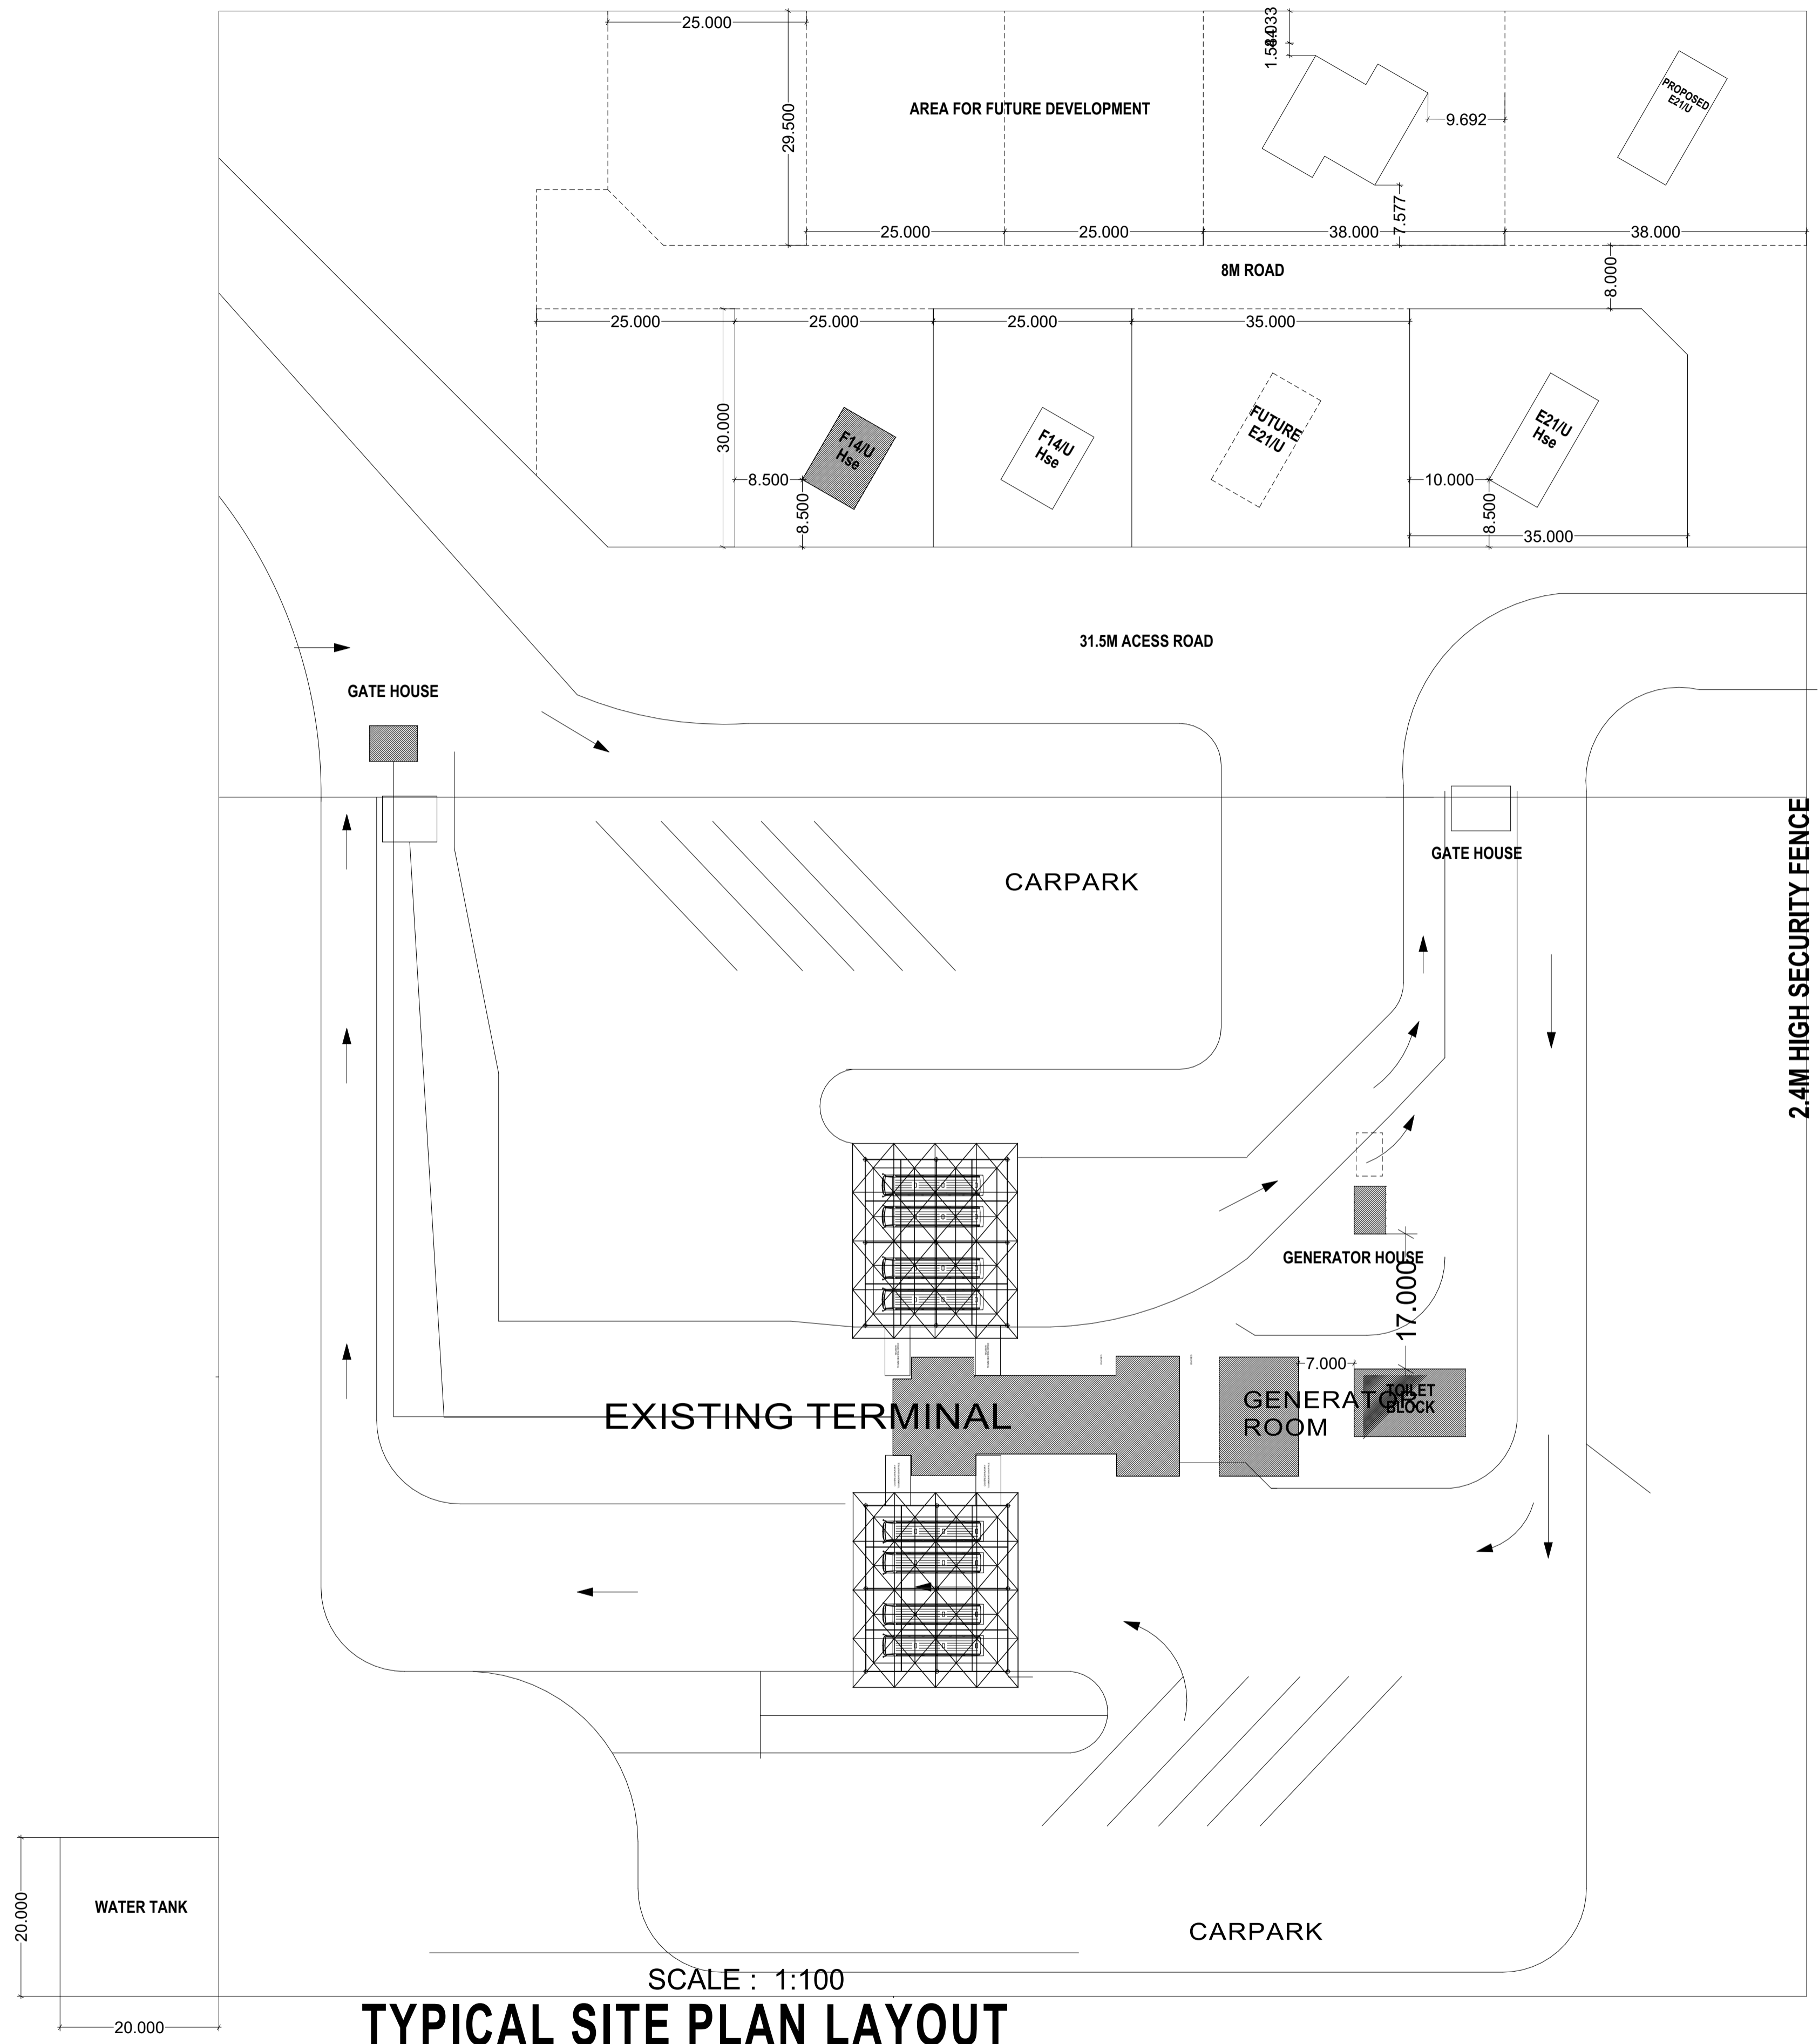 25.000
1.584
4.033
29.500
AREA FOR FUTURE DEVELOPMENT
9.692
PROPOSED
E21/U
7.577
25.000
25.000
38.000
38.000
8M ROAD
8.000
25.000
25.000
25.000
35.000
30.000
F14/U
Hse
F14/U
Hse
FUTURE
E21/U
E21/U
Hse
8.500
8.500
10.000
8.500
35.000
31.5M ACESS ROAD
GATE HOUSE
CARPARK
GATE HOUSE
2.4M HIGH SECURITY FENCE
GENERATOR HOUSE
17.000
7.000
EXISTING TERMINAL
GENERATOR
ROOM
TOILET
BLOCK
WATER TANK
20.000
20.000
CARPARK
SCALE : 1:100
TYPICAL SITE PLAN LAYOUT